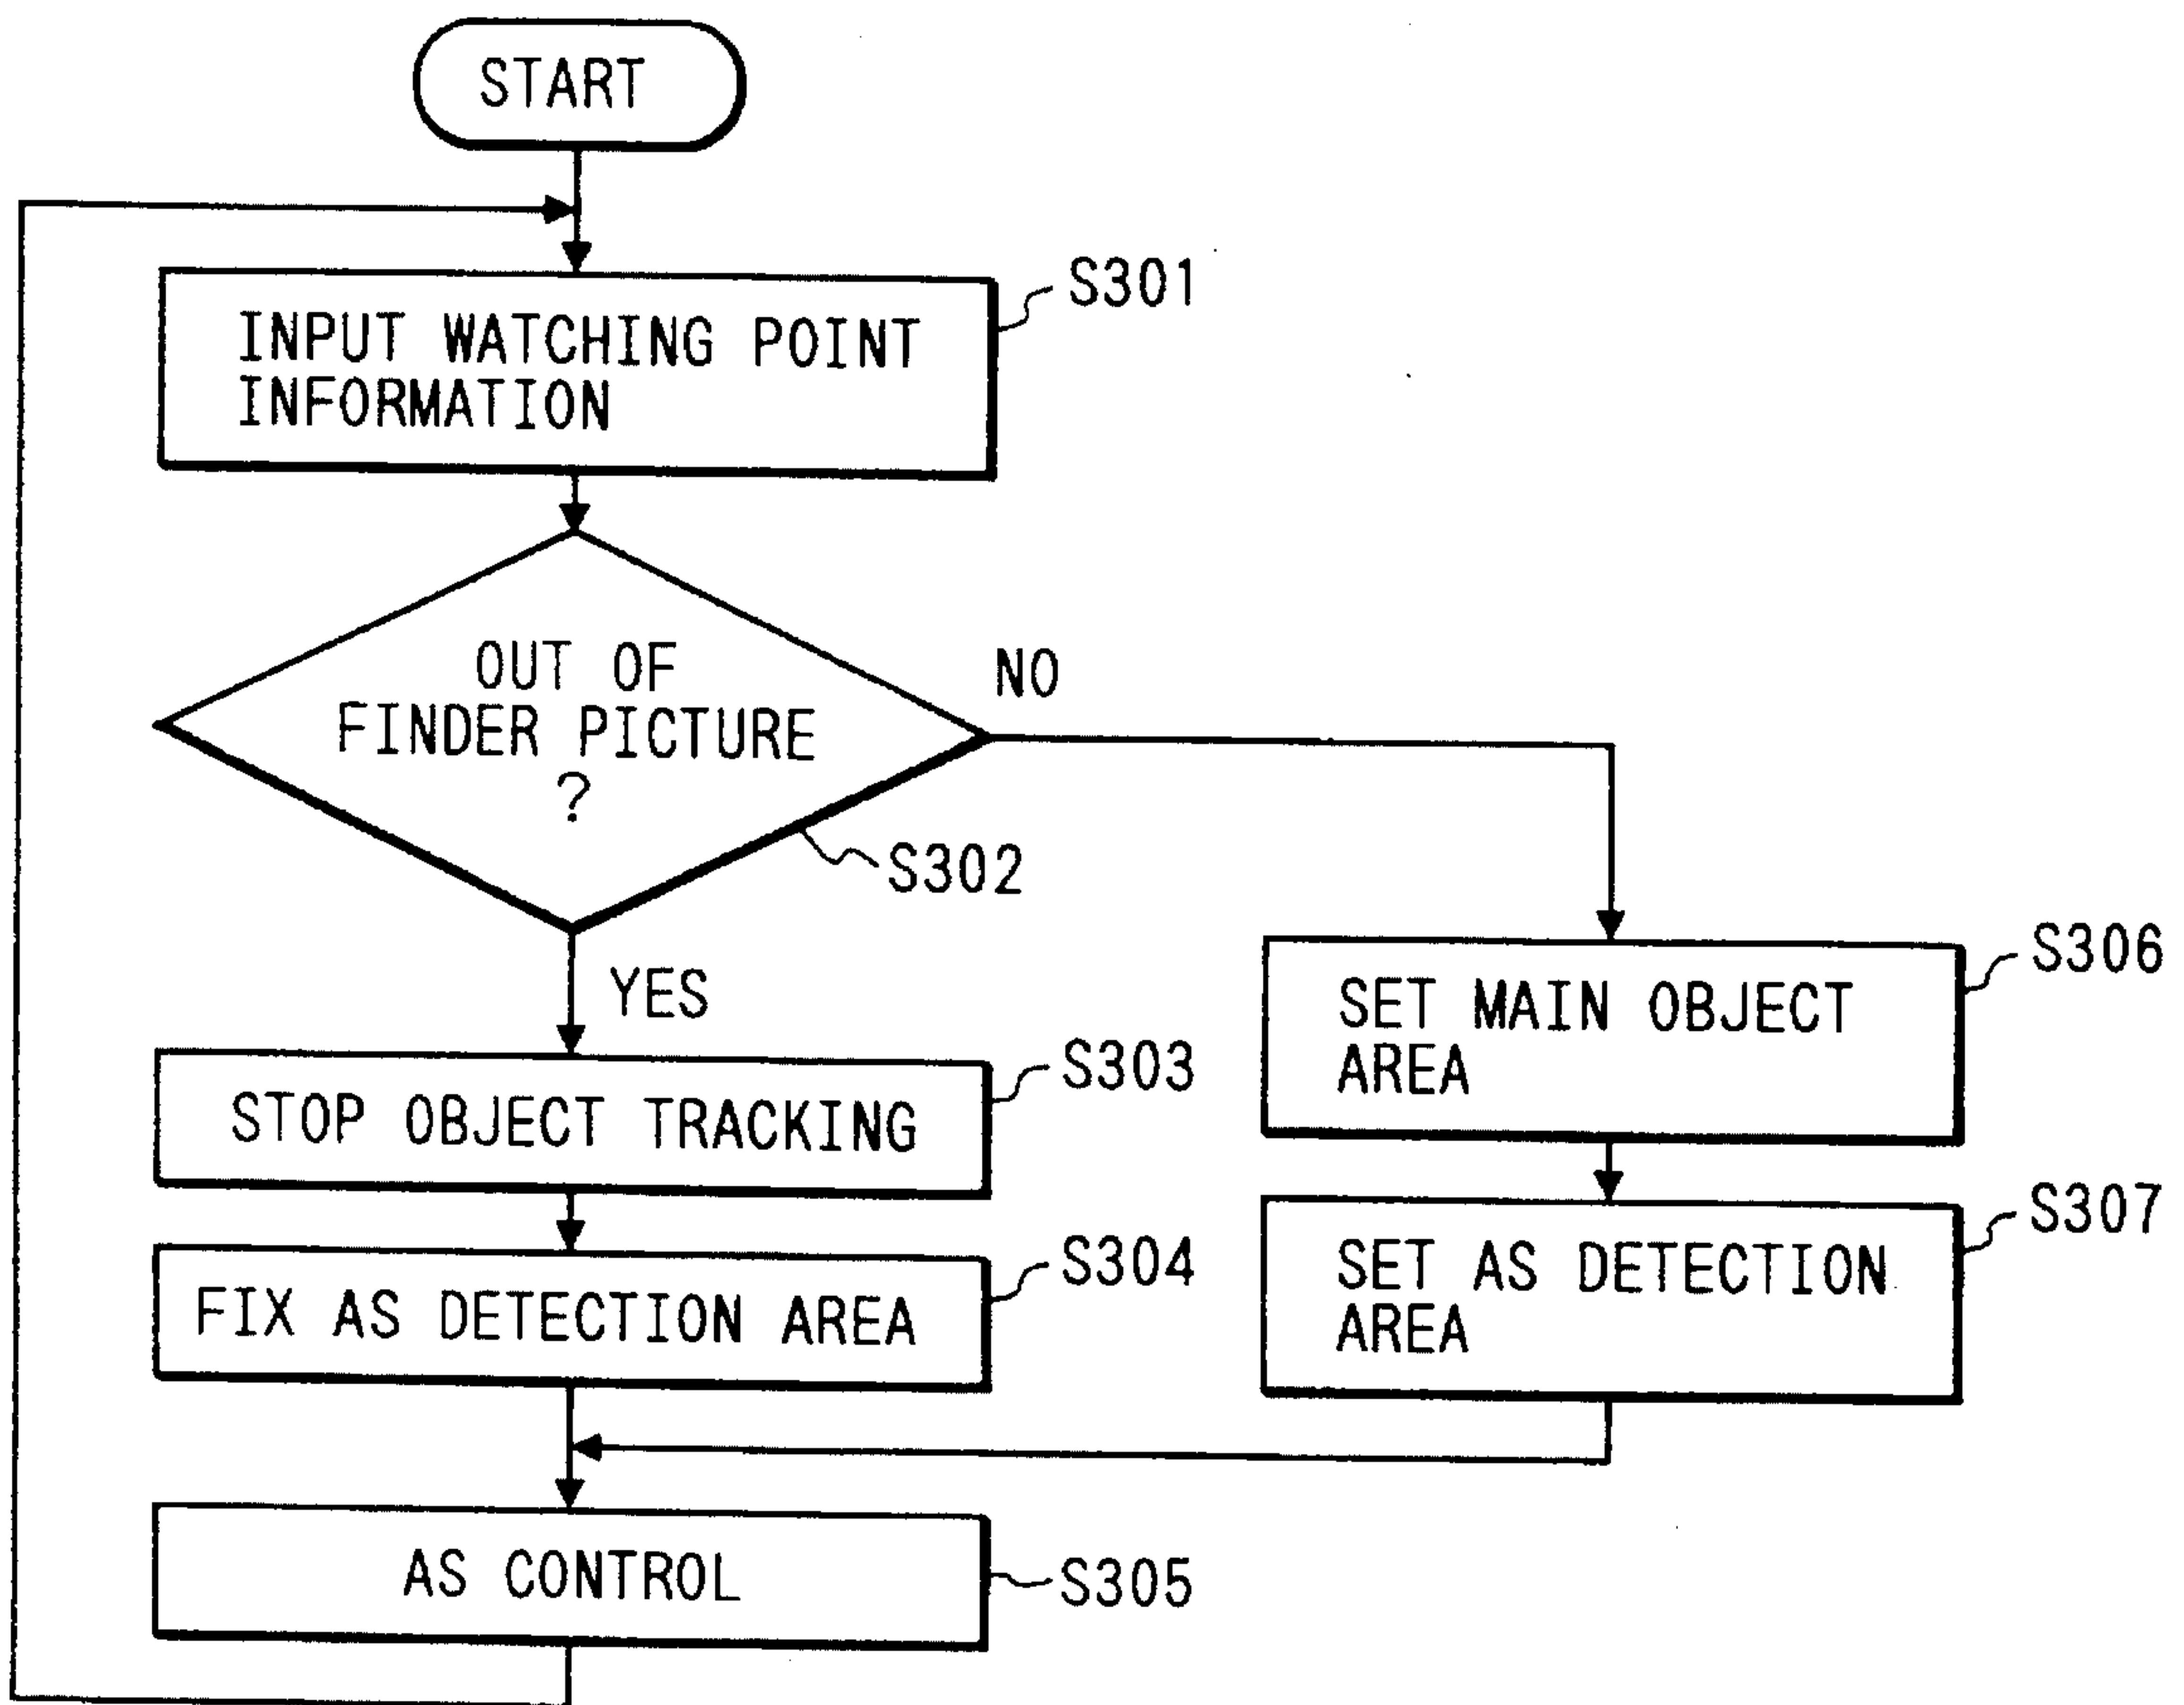 START
S301
INPUT WATCHING POINT
INFORMATION
OUT OF
FINDER PICTURE
?
NO
S302
YES
S303
STOP OBJECT TRACKING
S304
FIX AS DETECTION AREA
S306
SET MAIN OBJECT
AREA
S307
SET AS DETECTION
AREA
AS CONTROL
S305